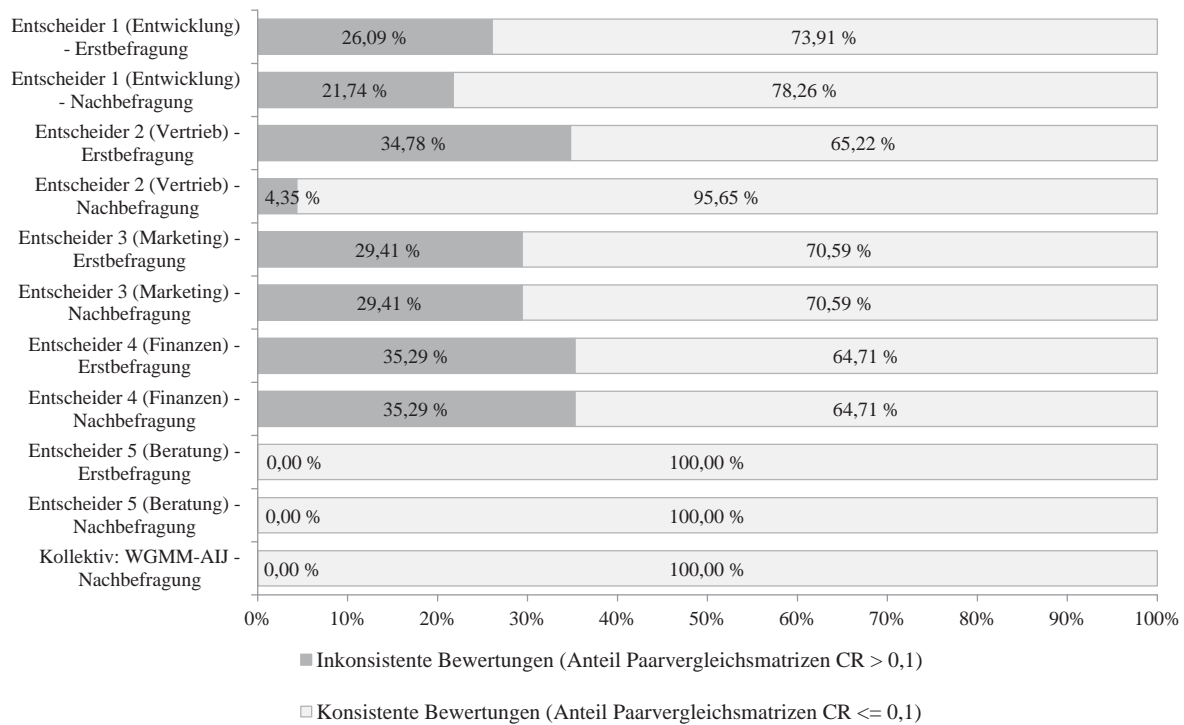 Entscheider 1 (Entwicklung)
- Erstbefragung
26,09 %
73,91 %
Entscheider 1 (Entwicklung)
- Nachbefragung
21,74 %
78,26 %
Entscheider 2 (Vertrieb) -
Erstbefragung
34,78 %
65,22 %
Entscheider 2 (Vertrieb) -
Nachbefragung
4,35 %
95,65 %
Entscheider 3 (Marketing) -
Erstbefragung
29,41 %
70,59 %
Entscheider 3 (Marketing) -
Nachbefragung
29,41 %
70,59 %
Entscheider 4 (Finanzen) -
Erstbefragung
35,29 %
64,71 %
Entscheider 4 (Finanzen) -
Nachbefragung
35,29 %
64,71 %
Entscheider 5 (Beratung) -
Erstbefragung
0,00 %
100,00 %
Entscheider 5 (Beratung) -
Nachbefragung
0,00 %
100,00 %
Kollektiv: WGMM-AIJ -
Nachbefragung
0,00 %
100,00 %
0% 10% 20% 30% 40% 50% 60% 70% 80% 90% 100%
Inkonsistente Bewertungen (Anteil Paarvergleichsmatrizen CR > 0,1)
Konsistente Bewertungen (Anteil Paarvergleichsmatrizen CR <= 0,1)